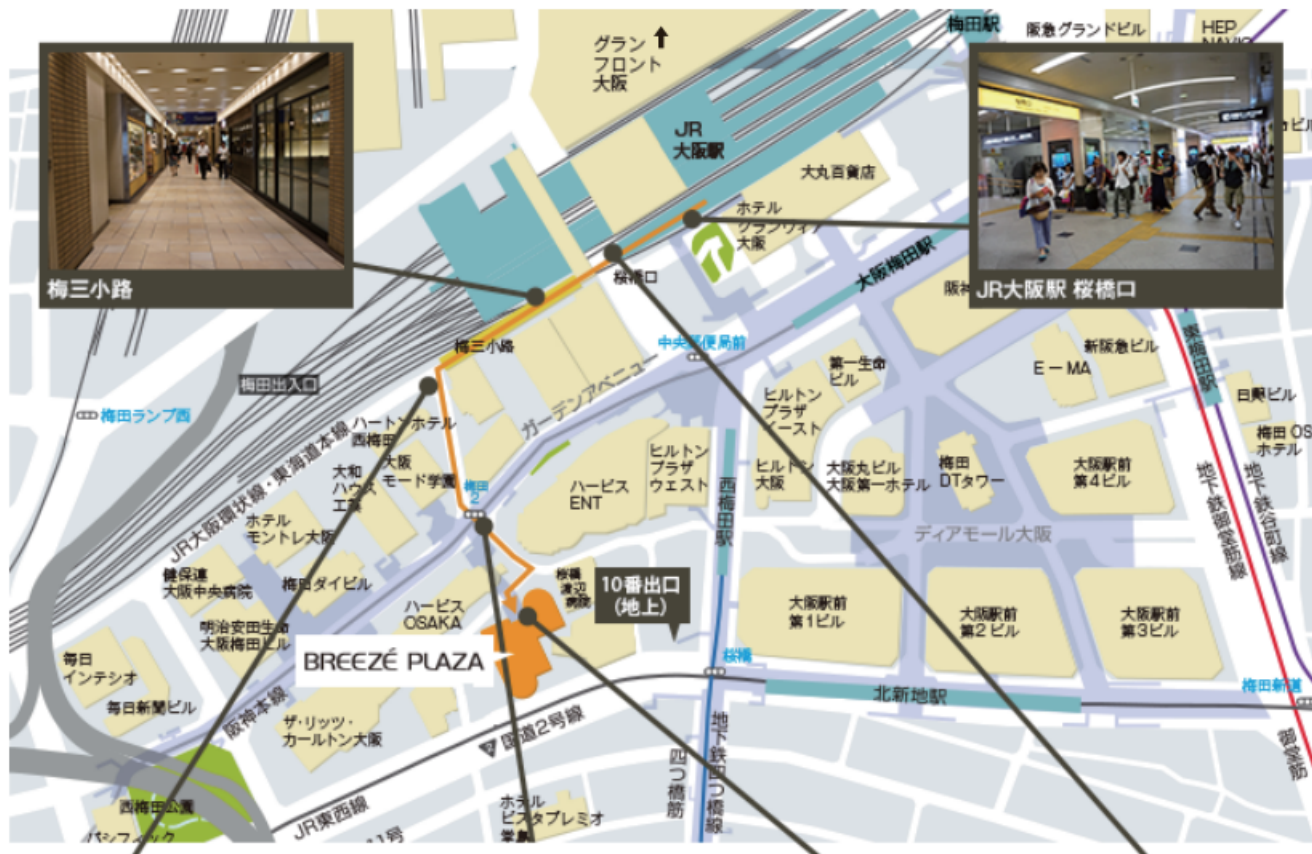 梅田駅
阪急グランドビル
HEP
NAVIO
グラン
フロント
大阪
JR
大阪駅
大丸百貨店
ホテル
グランヴィア
大阪
大阪梅田駅
桜橋口
梅三小路
JR大阪駅 桜橋口
梅三小路
中央郵便局前
第一生命
ビル
新阪急ビル
E－MA
東梅田駅
日興ビル
梅田 OS
ホテル
梅田出入口
梅田ランプ西
ガーデンアベニュー
ヒルトン
プラザ
イースト
ハートンホテル
西梅田
大阪
モード学園
大和
ハウス
工業
梅田
2
ハービス
ENT
ヒルトン
プラザ
ウェスト
西梅田駅
ヒルトン
大阪
大阪丸ビル
大阪第一ホテル
梅田
DTタワー
大阪駅前
第4ビル
地下鉄御堂筋線
地下鉄谷町線
JR大阪環状線・東海道本線
ホテル
モントレ大阪
ディアモール大阪
健保連
大阪中央病院
梅田ダイビル
桜橋
渡辺
病院
10番出口
(地上)
ハービス
OSAKA
大阪駅前
第1ビル
大阪駅前
第2ビル
大阪駅前
第3ビル
明治安田生命
大阪梅田ビル
BREEZÉ PLAZA
毎日
インテシオ
毎日新聞ビル
桜橋
北新地駅
梅田新道
阪神本線
ザ・リッツ・
カールトン大阪
国道2号線
地下鉄四つ橋線
四つ橋筋
御堂筋
西梅田公園
パシフィック
JR東西線
11号
ホテル
ビスタプレミオ
堂島